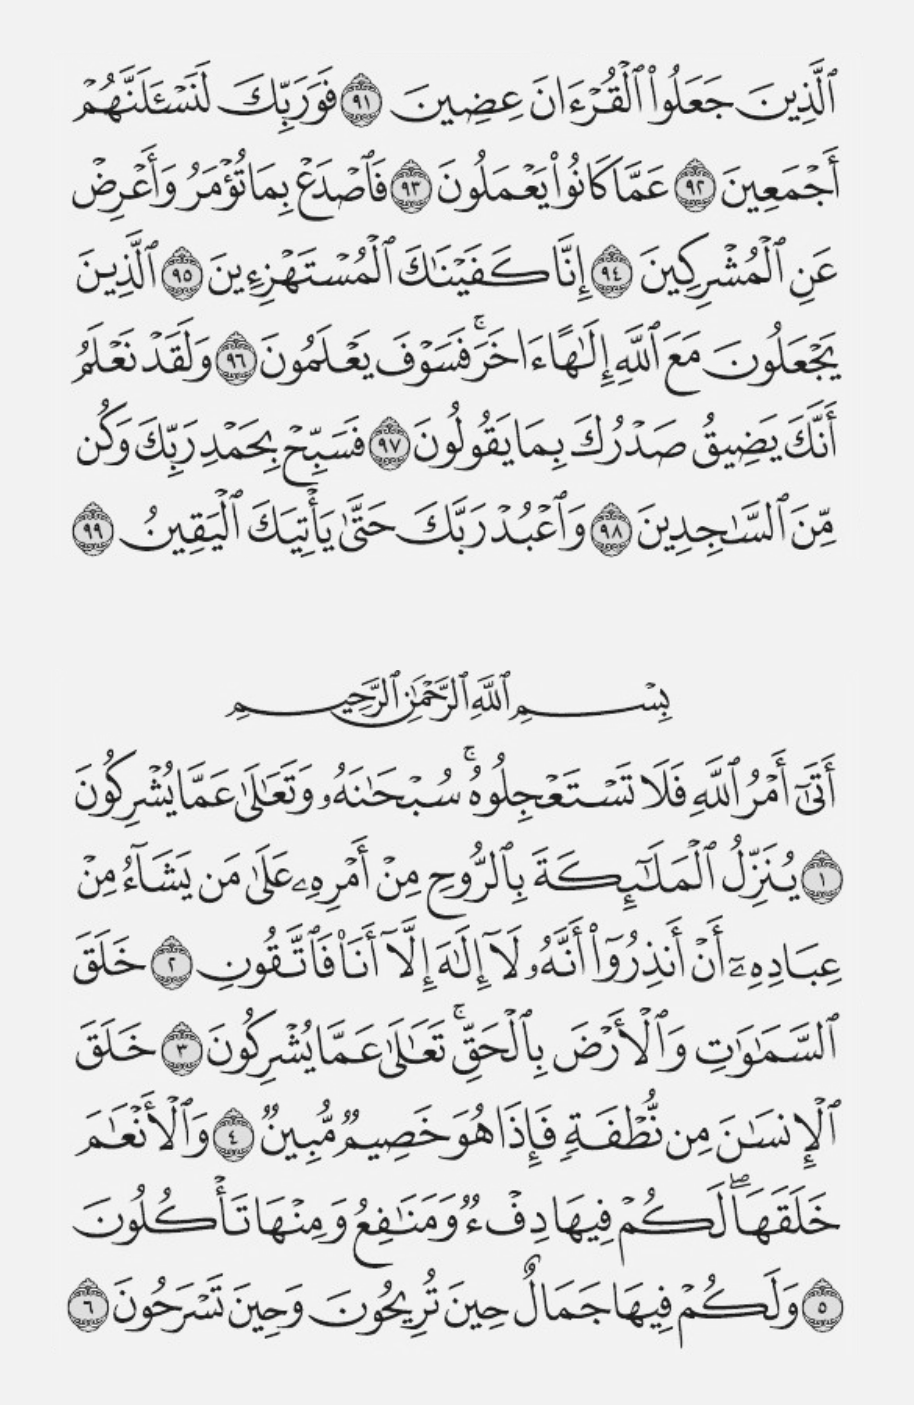 ٱلَّذِينَ جَعَلُوا۟ ٱلْقُرْءَانَ عِضِينَ ٩١ فَوَرَبِّكَ لَنَسْـَٔلَنَّهُمْ
أَجْمَعِينَ ٩٢ عَمَّا كَانُوا۟ يَعْمَلُونَ ٩٣ فَٱصْدَعْ بِمَا تُؤْمَرُ وَأَعْرِضْ
عَنِ ٱلْمُشْرِكِينَ ٩٤ إِنَّا كَفَيْنَـٰكَ ٱلْمُسْتَهْزِءِينَ ٩٥ ٱلَّذِينَ
يَجْعَلُونَ مَعَ ٱللَّهِ إِلَـٰهًا ءَاخَرَ ۚ فَسَوْفَ يَعْلَمُونَ ٩٦ وَلَقَدْ نَعْلَمُ
أَنَّكَ يَضِيقُ صَدْرُكَ بِمَا يَقُولُونَ ٩٧ فَسَبِّحْ بِحَمْدِ رَبِّكَ وَكُن
مِّنَ ٱلسَّـٰجِدِينَ ٩٨ وَٱعْبُدْ رَبَّكَ حَتَّىٰ يَأْتِيَكَ ٱلْيَقِينُ ٩٩
بِسْمِ ٱللَّهِ ٱلرَّحْمَـٰنِ ٱلرَّحِيمِ
أَتَىٰٓ أَمْرُ ٱللَّهِ فَلَا تَسْتَعْجِلُوهُ ۚ سُبْحَـٰنَهُۥ وَتَعَـٰلَىٰ عَمَّا يُشْرِكُونَ
١ يُنَزِّلُ ٱلْمَلَـٰٓئِكَةَ بِٱلرُّوحِ مِنْ أَمْرِهِۦ عَلَىٰ مَن يَشَآءُ مِنْ
عِبَادِهِۦٓ أَنْ أَنذِرُوٓا۟ أَنَّهُۥ لَآ إِلَـٰهَ إِلَّآ أَنَا۠ فَٱتَّقُونِ ٢ خَلَقَ
ٱلسَّمَـٰوَٰتِ وَٱلْأَرْضَ بِٱلْحَقِّ ۚ تَعَـٰلَىٰ عَمَّا يُشْرِكُونَ ٣ خَلَقَ
ٱلْإِنسَـٰنَ مِن نُّطْفَةٍ فَإِذَا هُوَ خَصِيمٌ مُّبِينٌ ٤ وَٱلْأَنْعَـٰمَ
خَلَقَهَا ۗ لَكُمْ فِيهَا دِفْءٌ وَمَنَـٰفِعُ وَمِنْهَا تَأْكُلُونَ
٥ وَلَكُمْ فِيهَا جَمَالٌ حِينَ تُرِيحُونَ وَحِينَ تَسْرَحُونَ ٦